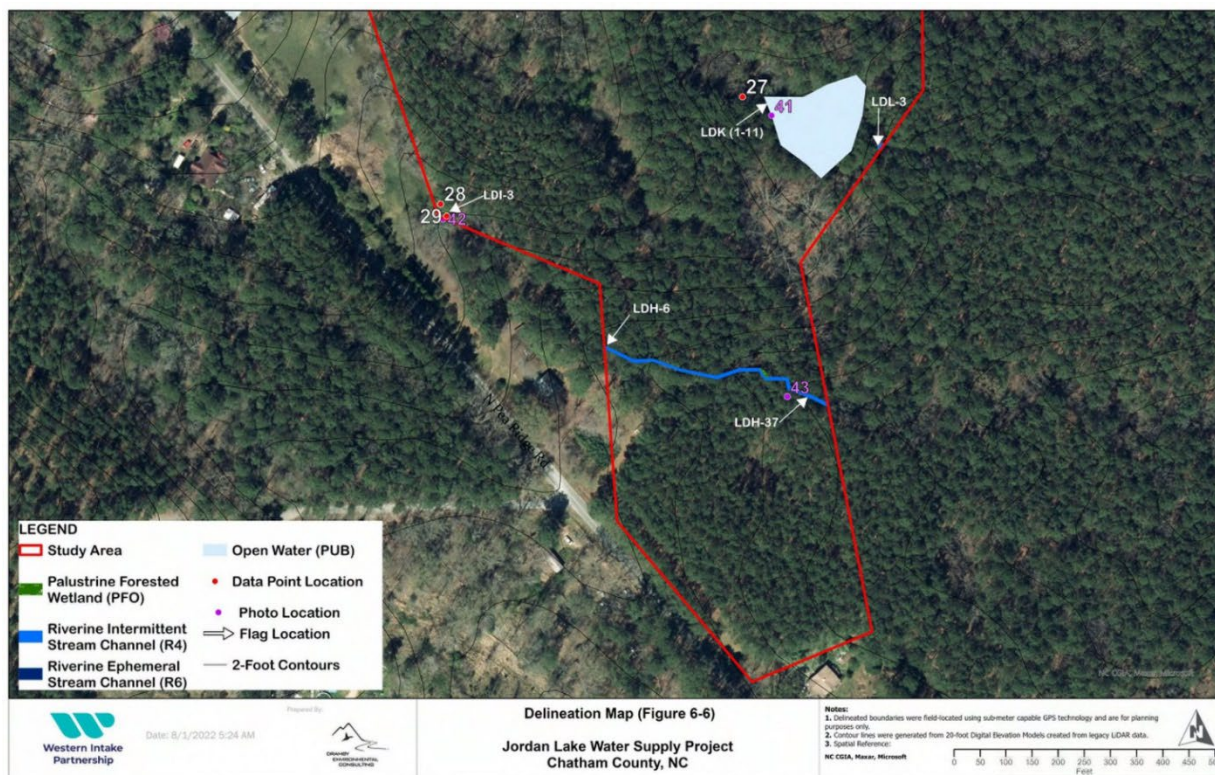 27
41
LDK (1-11)
LDL-3
28
LDI-3
29
42
LDH-6
43
LDH-37
LEGEND
Study Area
Palustrine Forested
Wetland (PFO)
Riverine Intermittent
Stream Channel (R4)
Riverine Ephemeral
Stream Channel (R6)
Open Water (PUB)
Data Point Location
Photo Location
Flag Location
2-Foot Contours
Western Intake
Partnership
Date: 8/1/2022 5:24 AM
Prepared By:
ENVIRONMENTAL
CONSULTING
Delineation Map (Figure 6-6)
Jordan Lake Water Supply Project
Chatham County, NC
Notes:
1. Delineated boundaries were field-located using sub-meter capable GPS technology and are for planning
purposes only.
2. Contour lines were generated from 20-foot Digital Elevation Models created from legacy LiDAR data.
3. Spatial Reference:
NC CGIA, Maxar, Microsoft
0 50 100 150 200 250 300 350 400 450
Feet